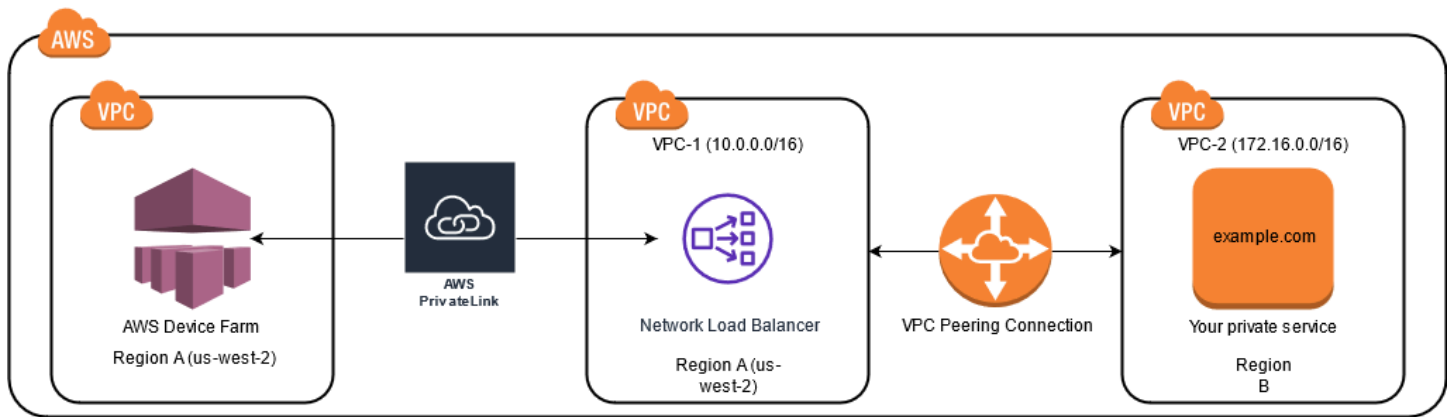 AWS
VPC
VPC
VPC
VPC-1 (10.0.0.0/16)
VPC-2 (172.16.0.0/16)
example.com
AWS
PrivateLink
AWS Device Farm
Network Load Balancer
VPC Peering Connection
Your private service
Region A (us-west-2)
Region A (us-
west-2)
Region
B